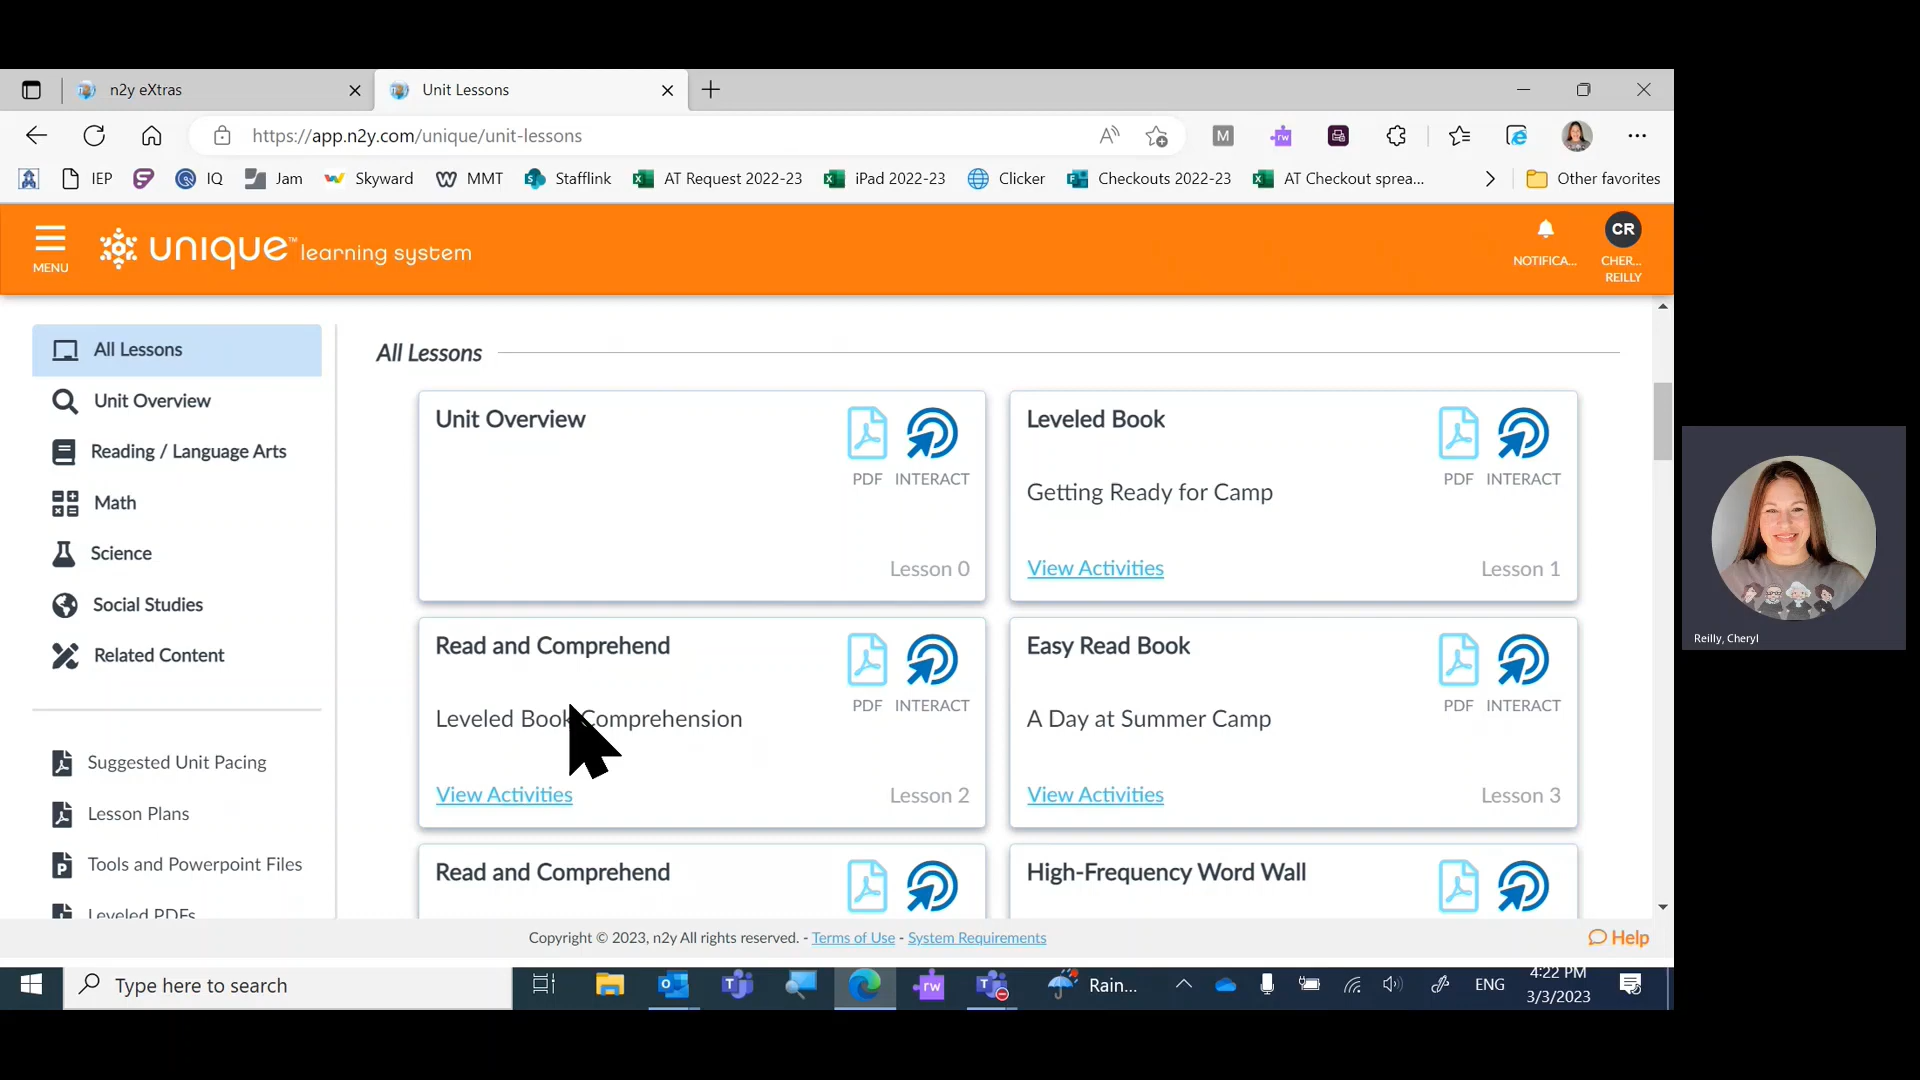 n2y eXtras
Unit Lessons
https://app.n2y.com/unique/unit-lessons
IEP
IQ
Jam
Skyward
MMT
Stafflink
AT Request 2022-23
iPad 2022-23
Clicker
Checkouts 2022-23
AT Checkout sprea...
Other favorites
MENU
unique™ learning system
NOTIFICA...
CR
CHER...
REILLY
All Lessons
Unit Overview
Reading / Language Arts
Math
Science
Social Studies
Related Content
Suggested Unit Pacing
Lesson Plans
Tools and Powerpoint Files
Leveled PDFs
All Lessons
Unit Overview
PDF INTERACT
Lesson 0
Leveled Book
PDF INTERACT
Getting Ready for Camp
View Activities
Lesson 1
Read and Comprehend
PDF INTERACT
Leveled Book Comprehension
View Activities
Lesson 2
Easy Read Book
PDF INTERACT
A Day at Summer Camp
View Activities
Lesson 3
Read and Comprehend
High-Frequency Word Wall
Copyright © 2023, n2y All rights reserved. - Terms of Use - System Requirements
Help
Type here to search
rw
Rain...
ENG
4:22 PM
3/3/2023
Reilly, Cheryl